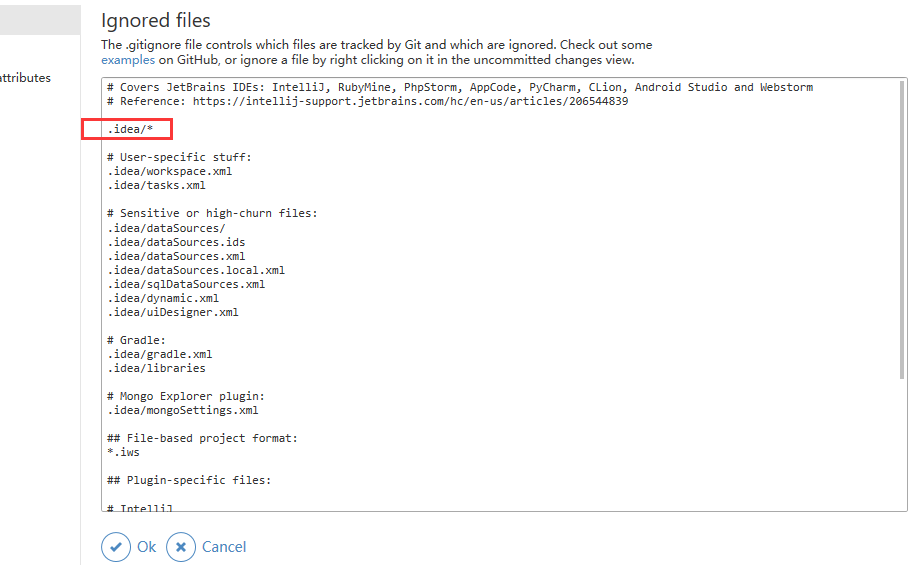 Ignored files
The .gitignore file controls which files are tracked by Git and which are ignored. Check out some
examples on GitHub, or ignore a file by right clicking on it in the uncommitted changes view.
attributes
# Covers JetBrains IDEs: IntelliJ, RubyMine, PhpStorm, AppCode, PyCharm, CLion, Android Studio and Webstorm
# Reference: https://intellij-support.jetbrains.com/hc/en-us/articles/206544839
.idea/*
# User-specific stuff:
.idea/workspace.xml
.idea/tasks.xml
# Sensitive or high-churn files:
.idea/dataSources/
.idea/dataSources.ids
.idea/dataSources.xml
.idea/dataSources.local.xml
.idea/sqlDataSources.xml
.idea/dynamic.xml
.idea/uiDesigner.xml
# Gradle:
.idea/gradle.xml
.idea/libraries
# Mongo Explorer plugin:
.idea/mongoSettings.xml
## File-based project format:
*.iws
## Plugin-specific files:
# IntelliJ
Ok Cancel